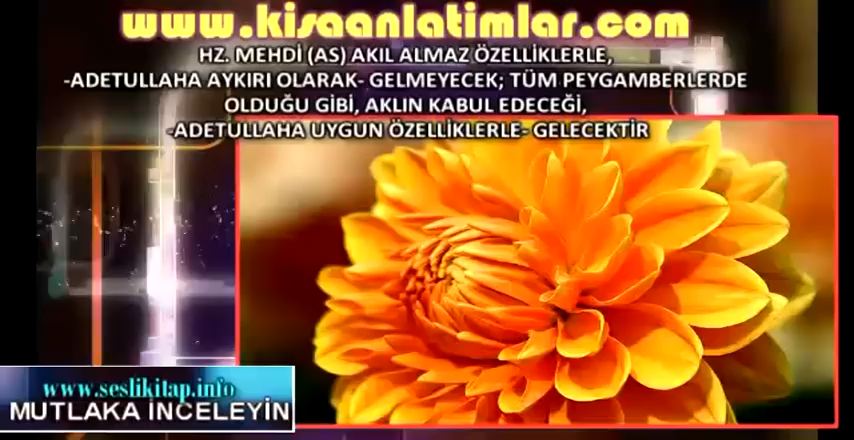 www.kisaanlatimlar.com
HZ. MEHDİ (AS) AKIL ALMAZ ÖZELLİKLERLE,
-ADETULLAHA AYKIRI OLARAK- GELMEYECEK; TÜM PEYGAMBERLERDE
OLDUĞU GİBİ, AKLIN KABUL EDECEĞİ,
-ADETULLAHA UYGUN ÖZELLİKLERLE- GELECEKTİR
www.seslikitap.info
MUTLAKA İNCELEYİN